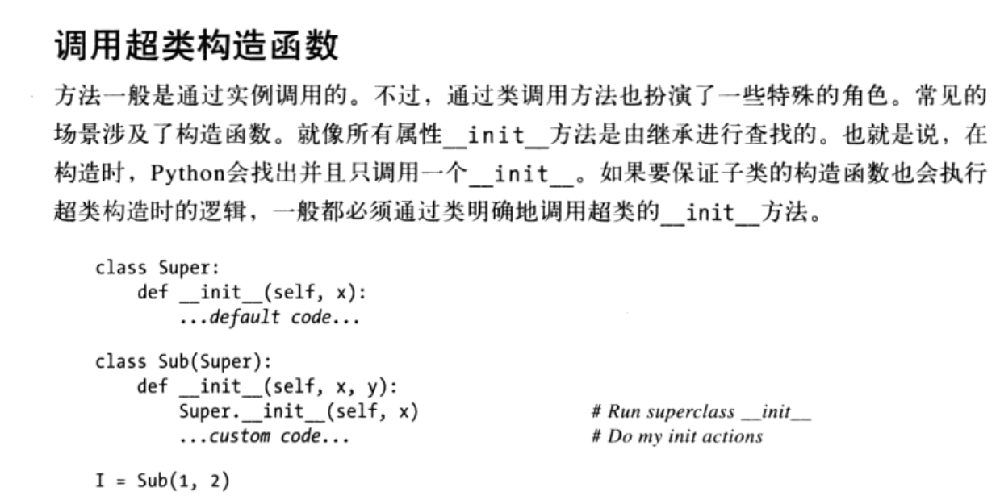 调用超类构造函数
方法一般是通过实例调用的。不过，通过类调用方法也扮演了一些特殊的角色。常见的
场景涉及了构造函数。就像所有属性__init__方法是由继承进行查找的。也就是说，在
构造时，Python会找出并且只调用一个__init__。如果要保证子类的构造函数也会执行
超类构造时的逻辑，一般都必须通过类明确地调用超类的__init__方法。
class Super:
    def __init__(self, x):
        ...default code...
class Sub(Super):
    def __init__(self, x, y):
        Super.__init__(self, x) # Run superclass __init__
        ...custom code... # Do my init actions
I = Sub(1, 2)